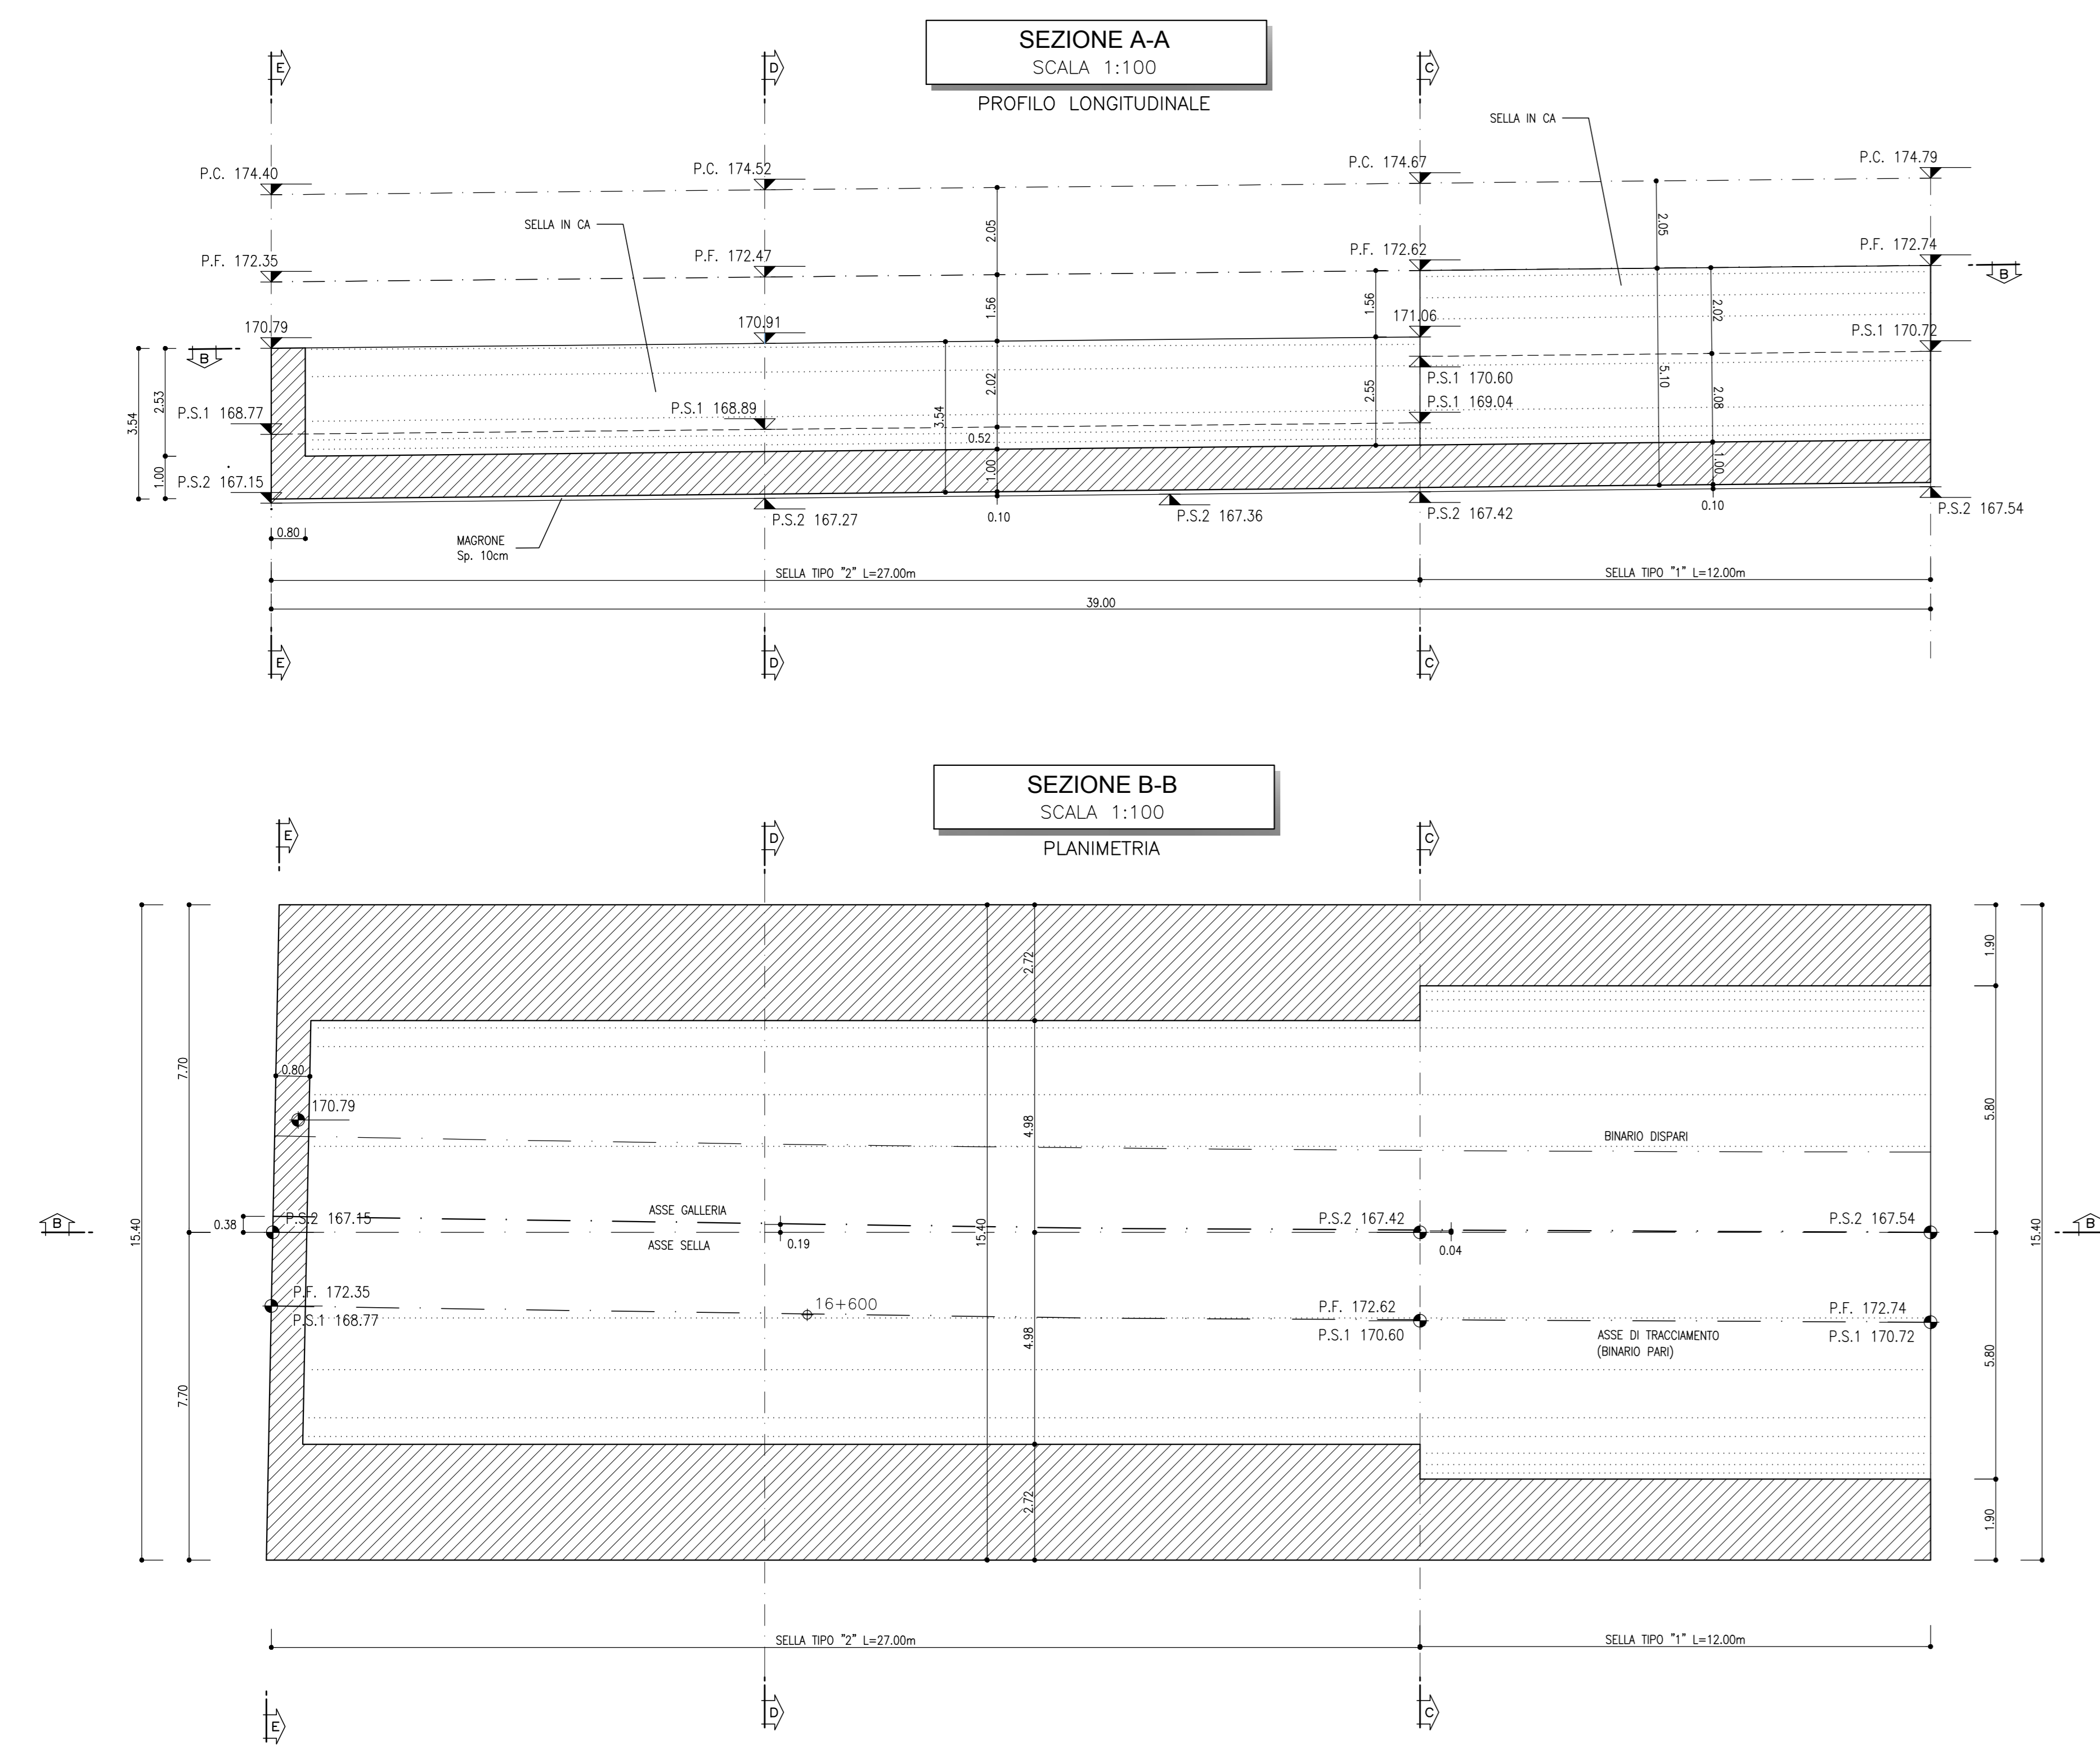 SEZIONE A-A
SCALA 1:100
PROFILO LONGITUDINALE
E
D
C
SELLA IN CA
P.C. 174.40
P.C. 174.52
P.C. 174.67
P.C. 174.79
SELLA IN CA
2.05
2.05
P.F. 172.35
P.F. 172.47
P.F. 172.62
P.F. 172.74
B
1.56
1.56
2.02
170.79
170.91
171.06
P.S.1 170.72
B
3.54
2.53
P.S.1 168.77
P.S.1 168.89
3.54
2.02
2.55
P.S.1 170.60
P.S.1 169.04
5.10
2.08
0.52
1.00
P.S.2 167.15
1.00
1.00
0.80
MAGRONE
Sp. 10cm
P.S.2 167.27
0.10
P.S.2 167.36
P.S.2 167.42
0.10
P.S.2 167.54
SELLA TIPO "2" L=27.00m
SELLA TIPO "1" L=12.00m
39.00
E
D
C
SEZIONE B-B
SCALA 1:100
PLANIMETRIA
E
D
C
2.72
1.90
7.70
0.80
170.79
4.98
5.80
BINARIO DISPARI
15.40
B
0.38
P.S.2 167.15
ASSE GALLERIA
ASSE SELLA
0.19
15.40
P.S.2 167.42
0.04
P.S.2 167.54
15.40
B
P.F. 172.35
P.S.1 168.77
16+600
4.98
P.F. 172.62
P.S.1 170.60
ASSE DI TRACCIAMENTO
(BINARIO PARI)
P.F. 172.74
P.S.1 170.72
5.80
7.70
2.72
1.90
SELLA TIPO "2" L=27.00m
SELLA TIPO "1" L=12.00m
E
D
C